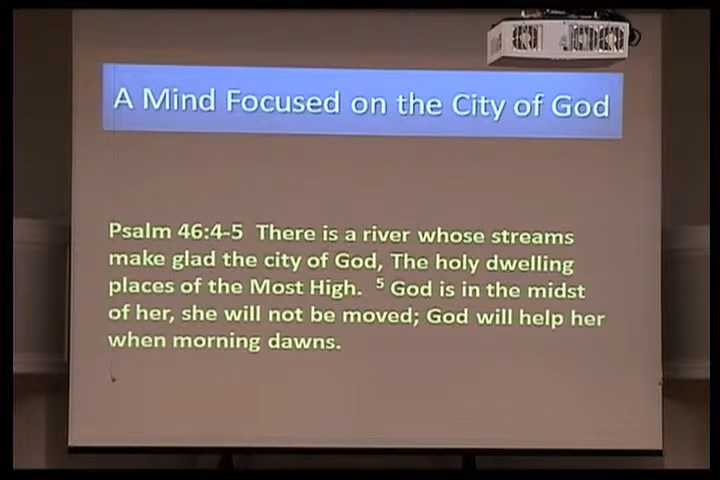 A Mind Focused on the City of God
Psalm 46:4-5 There is a river whose streams
make glad the city of God, The holy dwelling
places of the Most High. ⁵ God is in the midst
of her, she will not be moved; God will help her
when morning dawns.